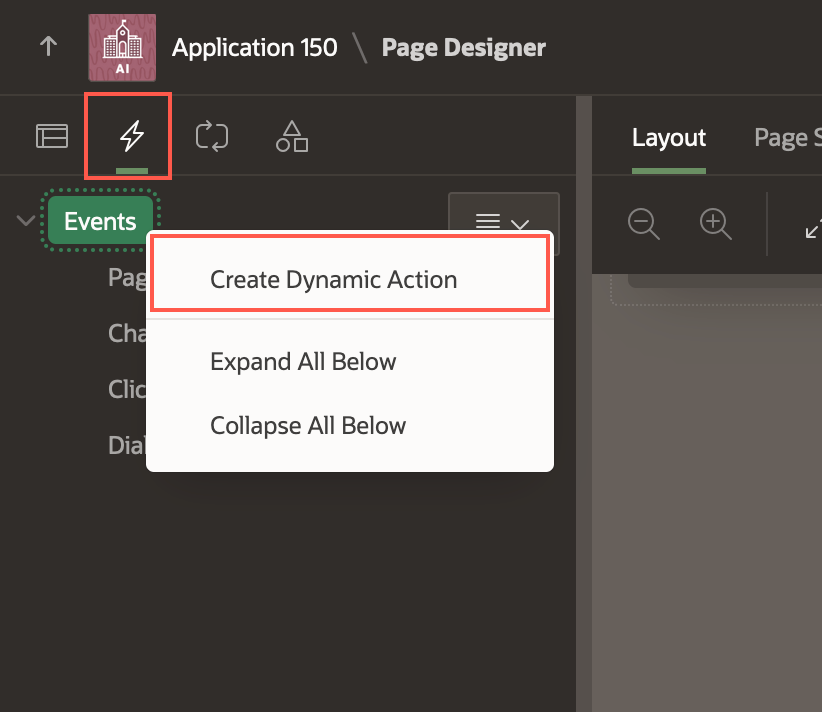 AI
Application 150 \ Page Designer
Layout
Page S
Events
Create Dynamic Action
Pag
Cha
Expand All Below
Clic
Collapse All Below
Dial